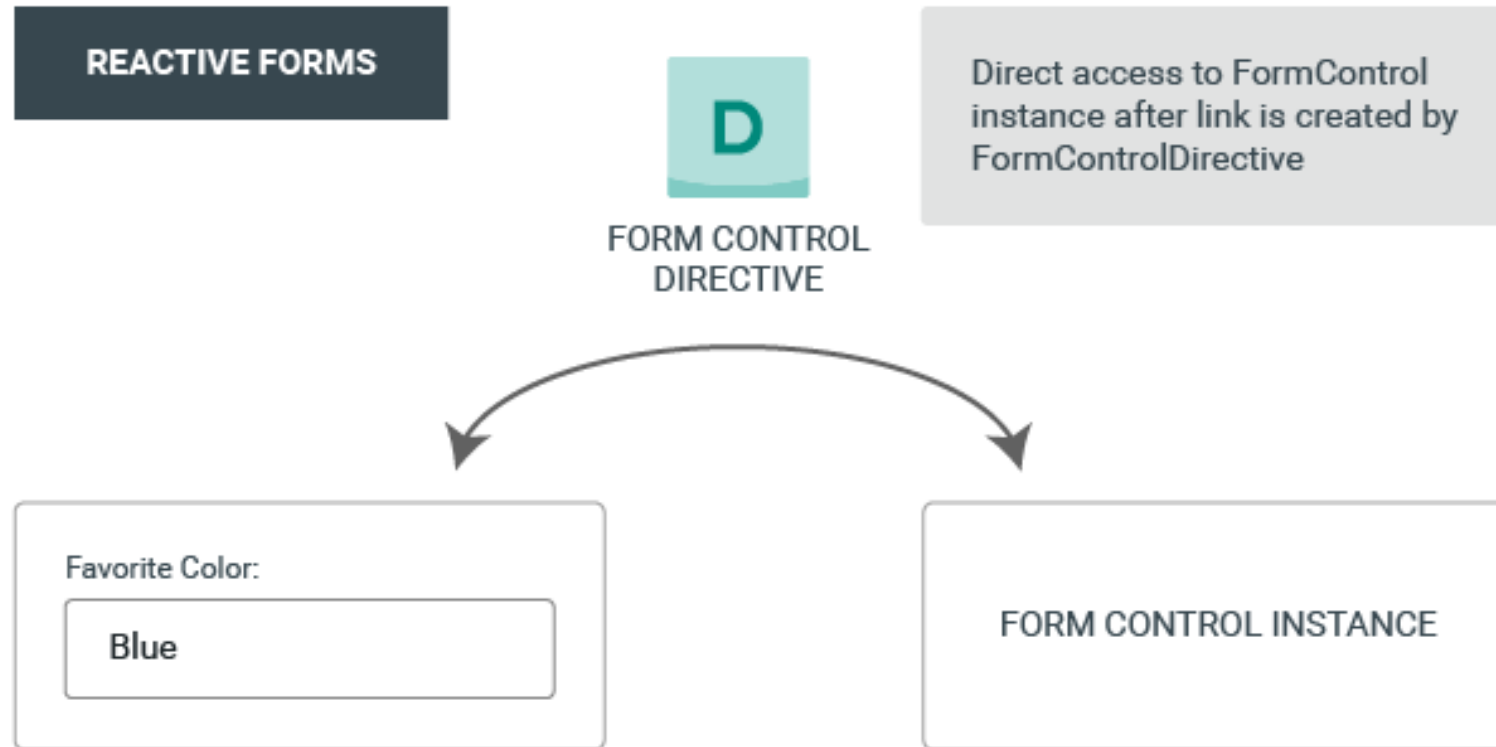 REACTIVE FORMS
D
FORM CONTROL
DIRECTIVE
Direct access to FormControl
instance after link is created by
FormControlDirective
Favorite Color:
Blue
FORM CONTROL INSTANCE